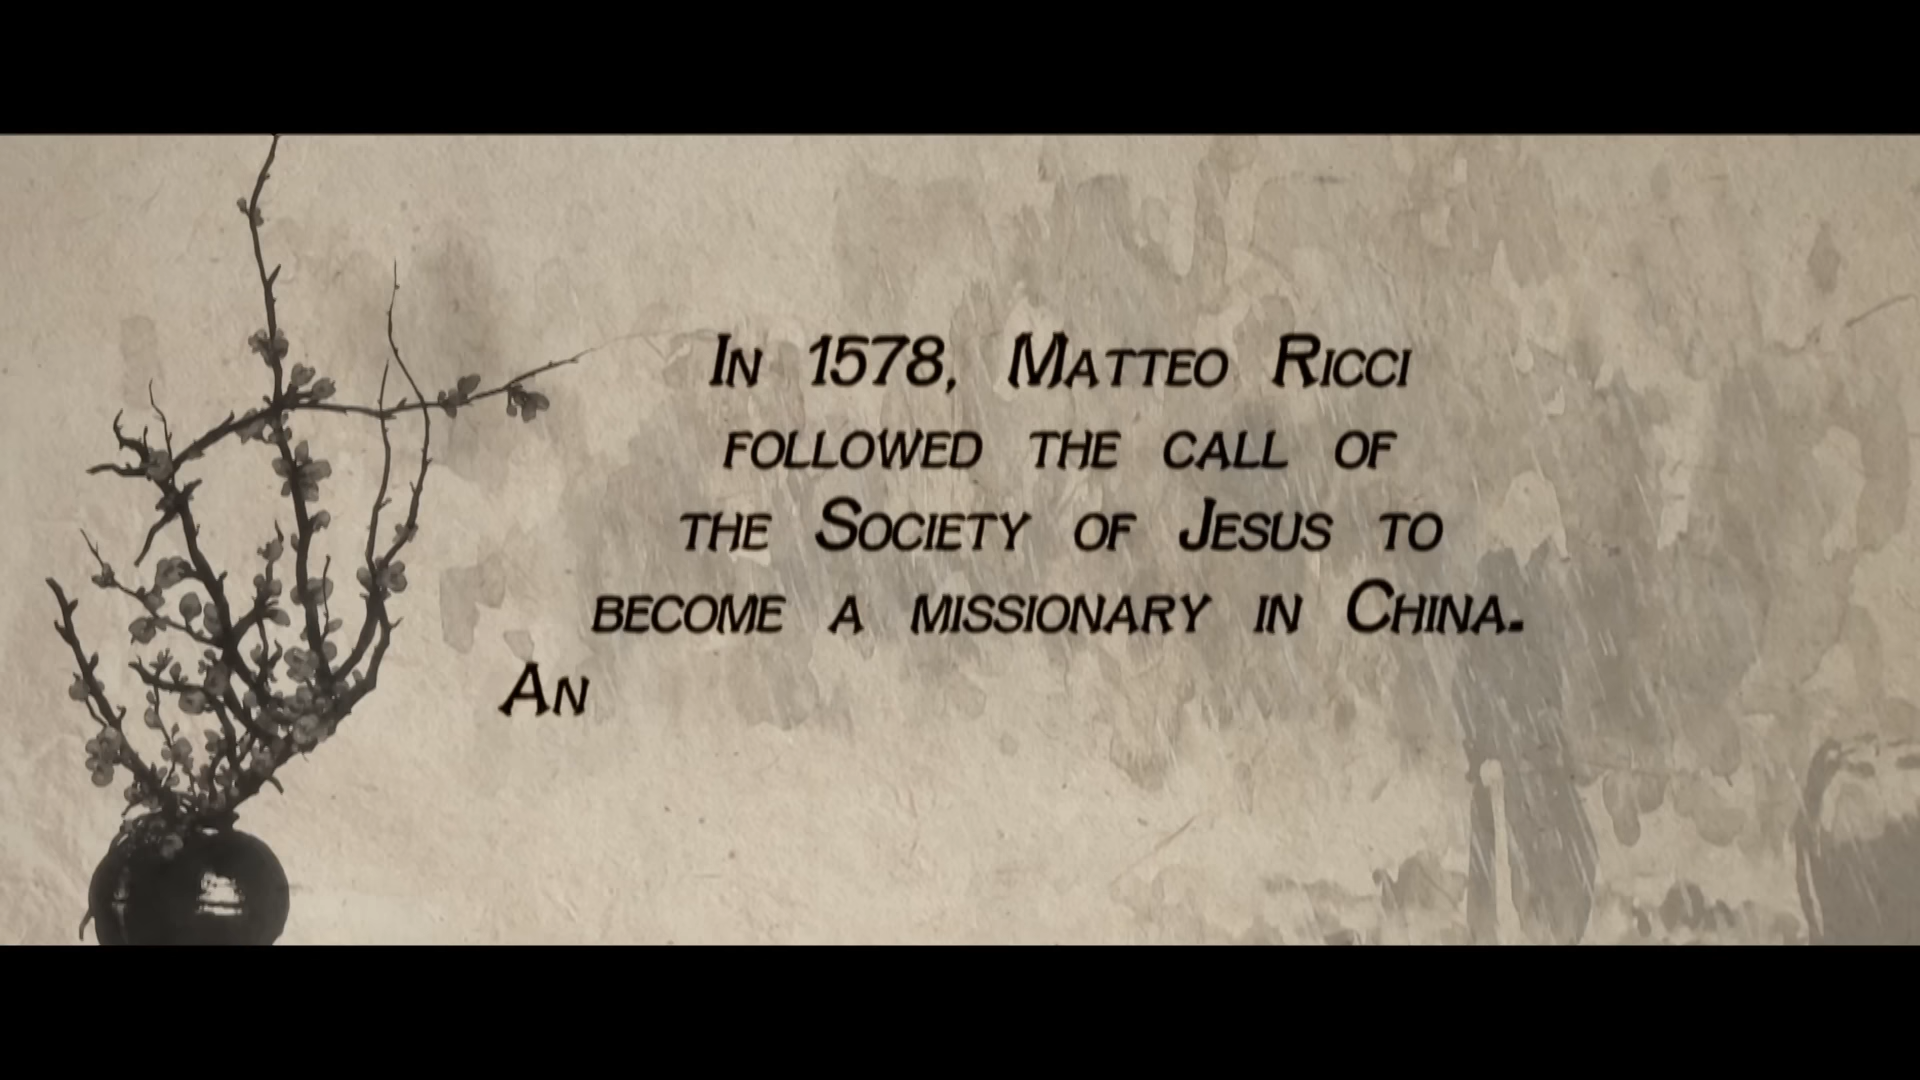 In 1578, Matteo Ricci
followed the call of
the Society of Jesus to
become a missionary in China.
An